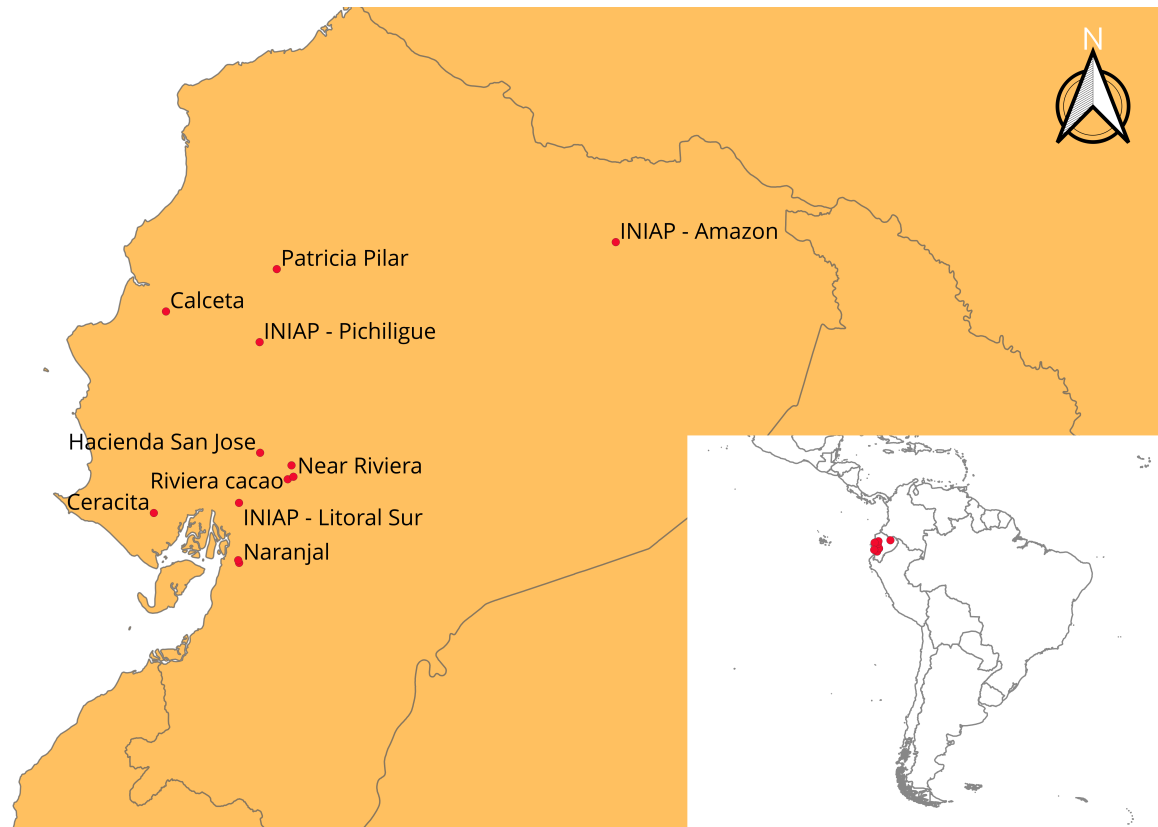 N
INIAP - Amazon
Patricia Pilar
Calceta
INIAP - Pichiligue
Hacienda San Jose
Near Riviera
Riviera cacao
Ceracita
INIAP - Litoral Sur
Naranjal